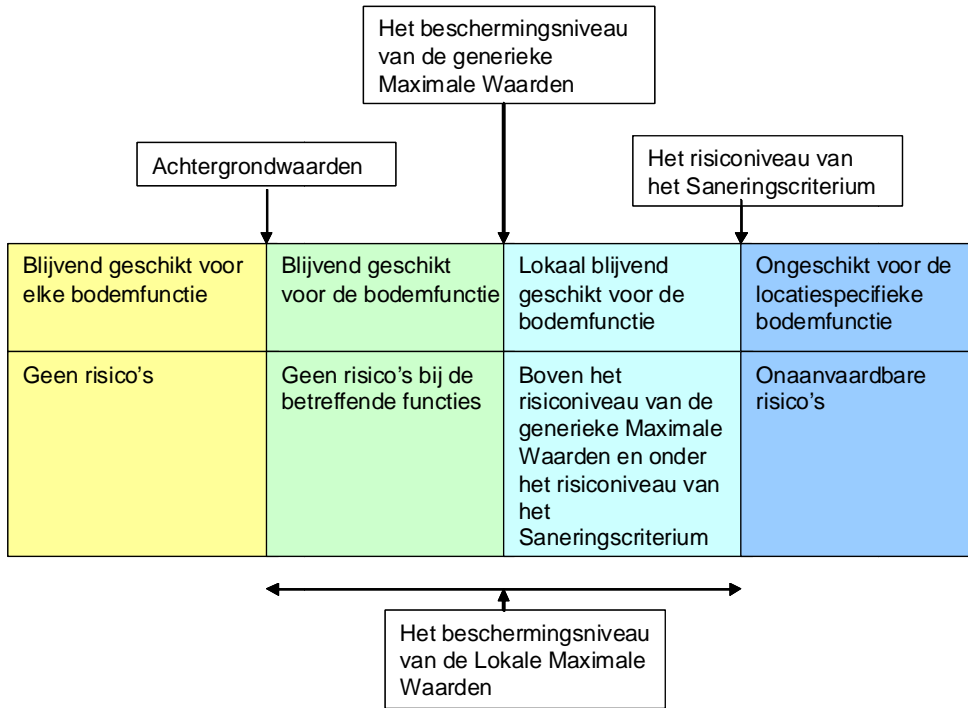 Het beschermingsniveau
van de generieke
Maximale Waarden
Achtergrondwaarden
Het risiconiveau van
het Saneringscriterium
Blijvend geschikt voor
elke bodemfunctie
Blijvend geschikt
voor de bodemfunctie
Lokaal blijvend
geschikt voor de
bodemfunctie
Ongeschikt voor de
locatiespecifieke
bodemfunctie
Geen risico's
Geen risico's bij de
betreffende functies
Boven het
risiconiveau van de
generieke Maximale
Waarden en onder
het risiconiveau van
het
Saneringscriterium
Onaanvaardbare
risico's
Het beschermingsniveau
van de Lokale Maximale
Waarden